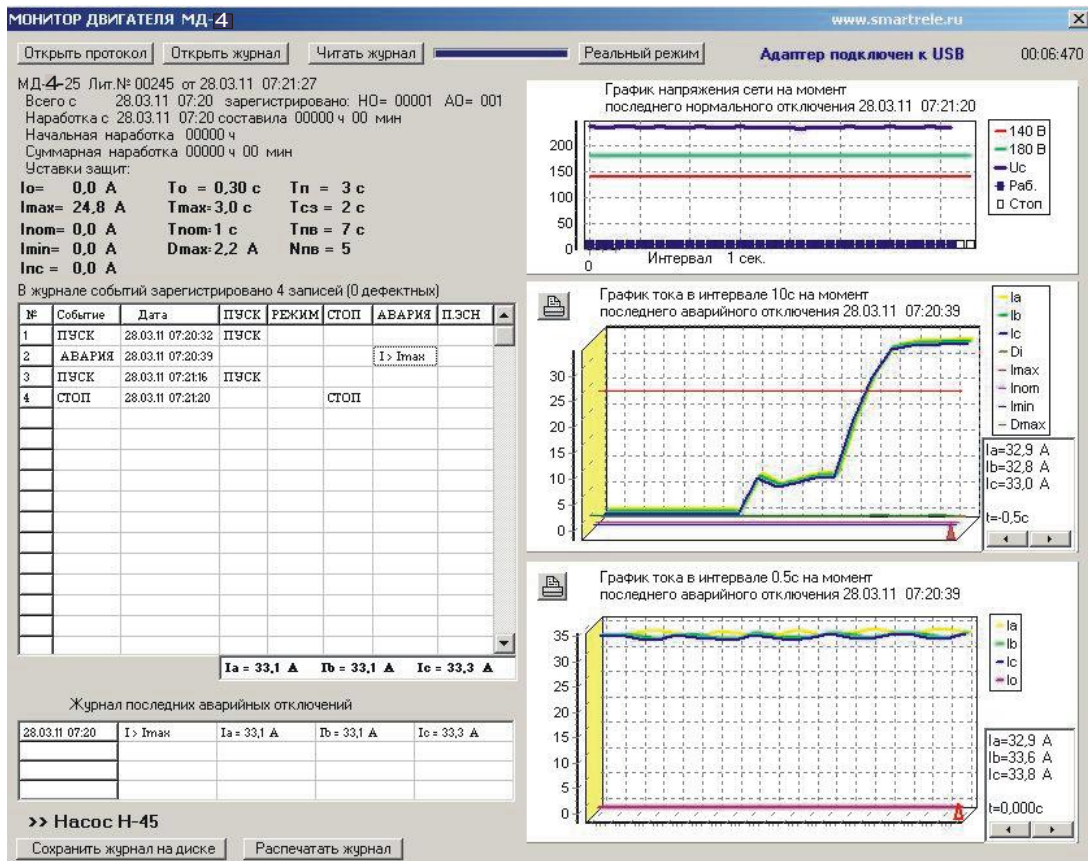 МОНИТОР ДВИГАТЕЛЯ МД-4 www.smartrele.ru
Открыть протокол Открыть журнал Читать журнал Реальный режим Адаптер подключен к USB 00:06:470
МД-4-25 Лит.№ 00245 от 28.03.11 07:21:27
Всего с 28.03.11 07:20 зарегистрировано: НО= 00001 АО= 001
Наработка с 28.03.11 07:20 составила 00000 ч 00 мин
Начальная наработка 00000 ч
Суммарная наработка 00000 ч 00 мин
Уставки защит:
Io= 0,0 А To = 0,30 с Тп = 3 с
Imax= 24,8 А Tmax= 3,0 с Тсз = 2 с
Inom= 0,0 А Tnom= 1 с Тпв = 7 с
Imin= 0,0 А Dmax= 2,2 А Nпв = 5
Iпс = 0,0 А
В журнале событий зарегистрировано 4 записей (0 дефектных)
№ Событие Дата ПУСК РЕЖИМ СТОП АВАРИЯ П.ЭСН
1 ПУСК 28.03.11 07:20:32 ПУСК
2 АВАРИЯ 28.03.11 07:20:39 I > Imax
3 ПУСК 28.03.11 07:21:16 ПУСК
4 СТОП 28.03.11 07:21:20 СТОП
Ia = 33,1 А Ib = 33,1 А Ic = 33,3 А
Журнал последних аварийных отключений
28.03.11 07:20 I > Imax Ia = 33,1 А Ib = 33,1 А Ic = 33,3 А
>> Насос Н-45
Сохранить журнал на диске Распечатать журнал
График напряжения сети на момент
последнего нормального отключения 28.03.11 07:21:20
200
150
100
50
0
0
Интервал 1 сек.
140 В
180 В
Uc
Раб.
Стоп
График тока в интервале 10с на момент
последнего аварийного отключения 28.03.11 07:20:39
30
25
20
15
10
5
0
Ia
Ib
Ic
Di
Imax
Inom
Imin
Dmax
Ia=32,9 А
Ib=32,8 А
Ic=33,0 А
t=-0,5с
График тока в интервале 0.5с на момент
последнего аварийного отключения 28.03.11 07:20:39
35
30
25
20
15
10
5
0
Ia
Ib
Ic
Io
Ia=32,9 А
Ib=33,6 А
Ic=33,8 А
t=0,000с